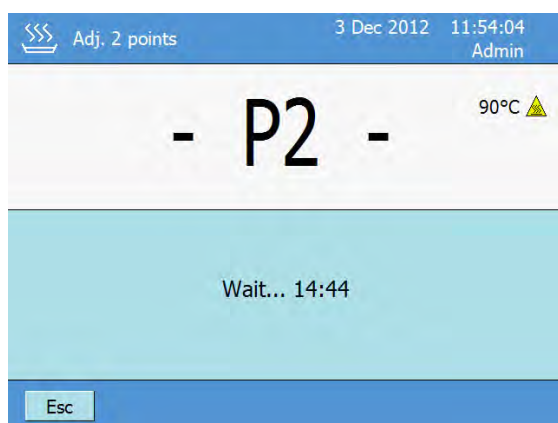 Adj. 2 points
3 Dec 2012 11:54:04
Admin
- P2 -
90°C
Wait... 14:44
Esc